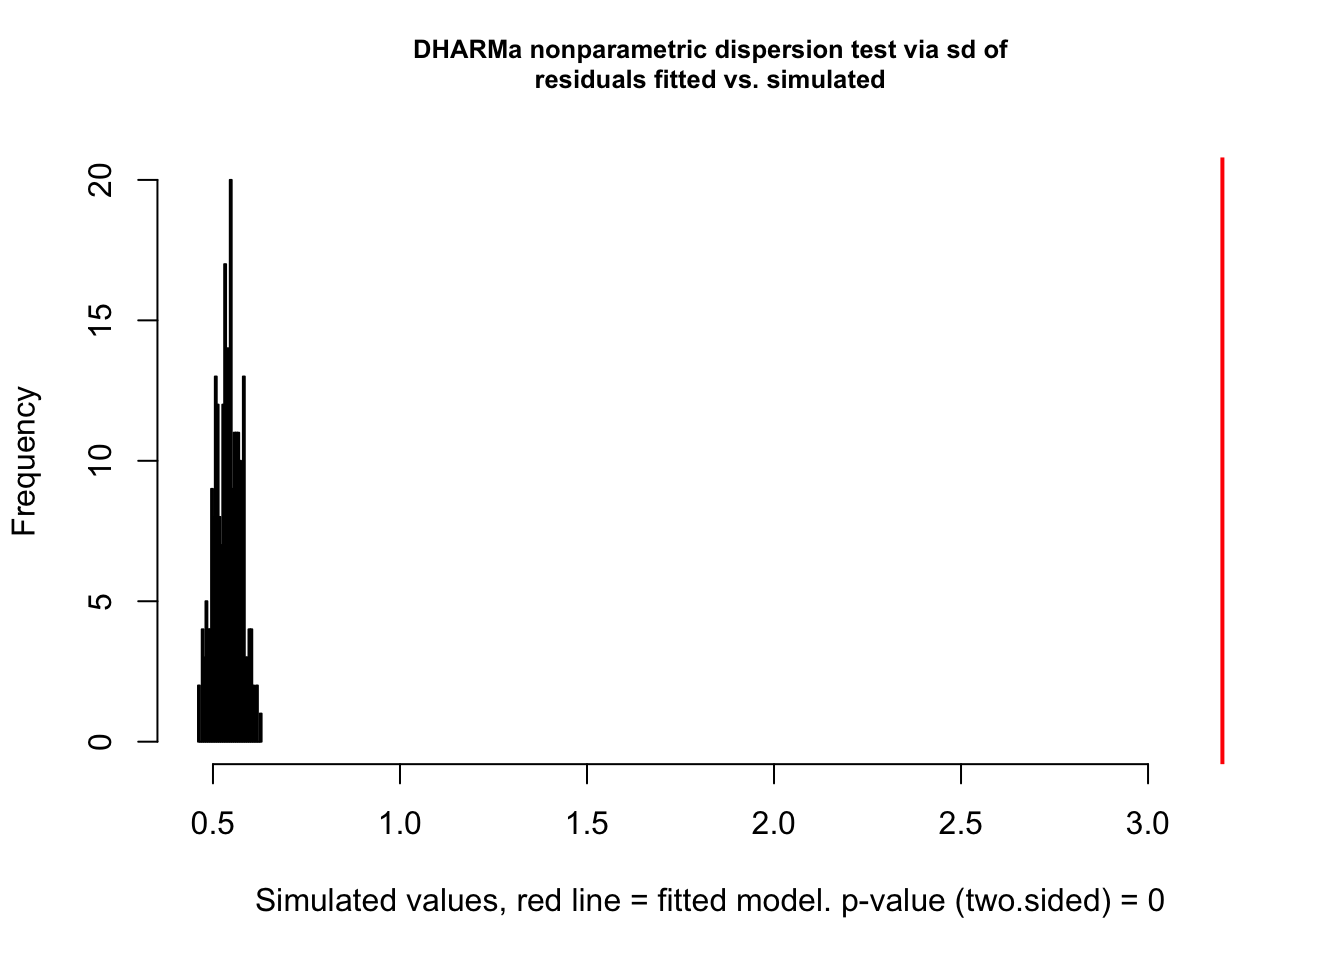 DHARMa nonparametric dispersion test via sd of
residuals fitted vs. simulated
20
15
10
5
0
Frequency
0.5 1.0 1.5 2.0 2.5 3.0
Simulated values, red line = fitted model. p-value (two.sided) = 0